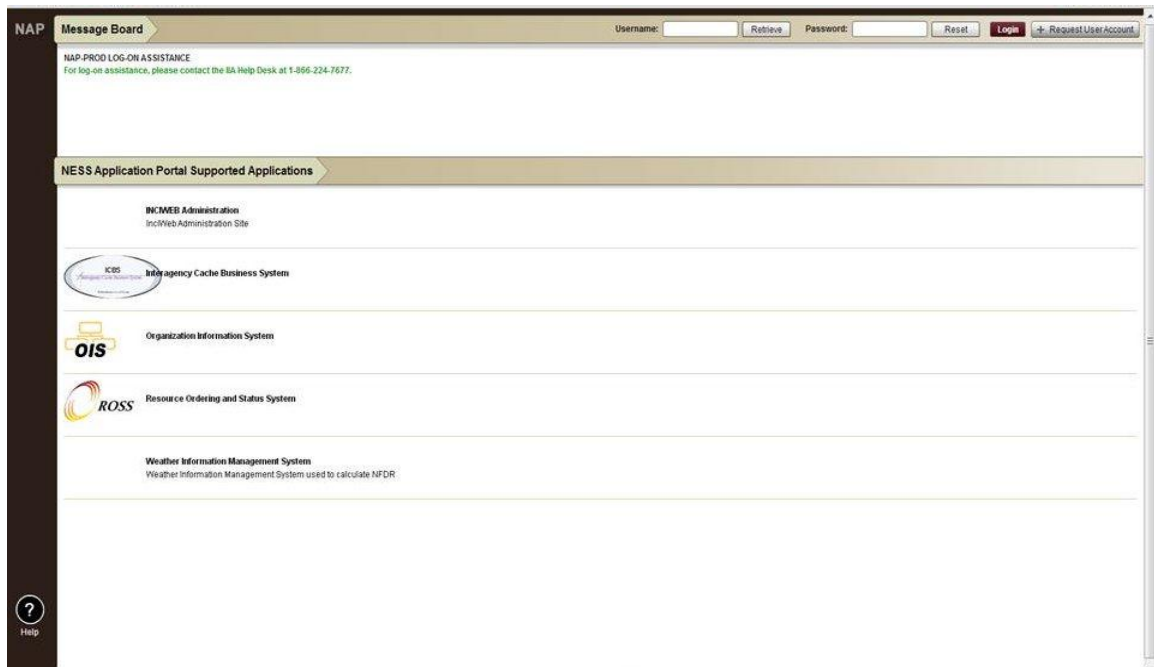 NAP
Message Board
Username:
Retrieve
Password:
Reset
Login
+ Request User Account
NAP-PROD LOG-ON ASSISTANCE
For log-on assistance, please contact the IIA Help Desk at 1-866-224-7677.
NESS Application Portal Supported Applications
INCIWEB Administration
InciWeb Administration Site
ICBS
Interagency Cache Business System
OIS
Organization Information System
ROSS
Resource Ordering and Status System
Weather Information Management System
Weather Information Management System used to calculate NFDR
?
Help